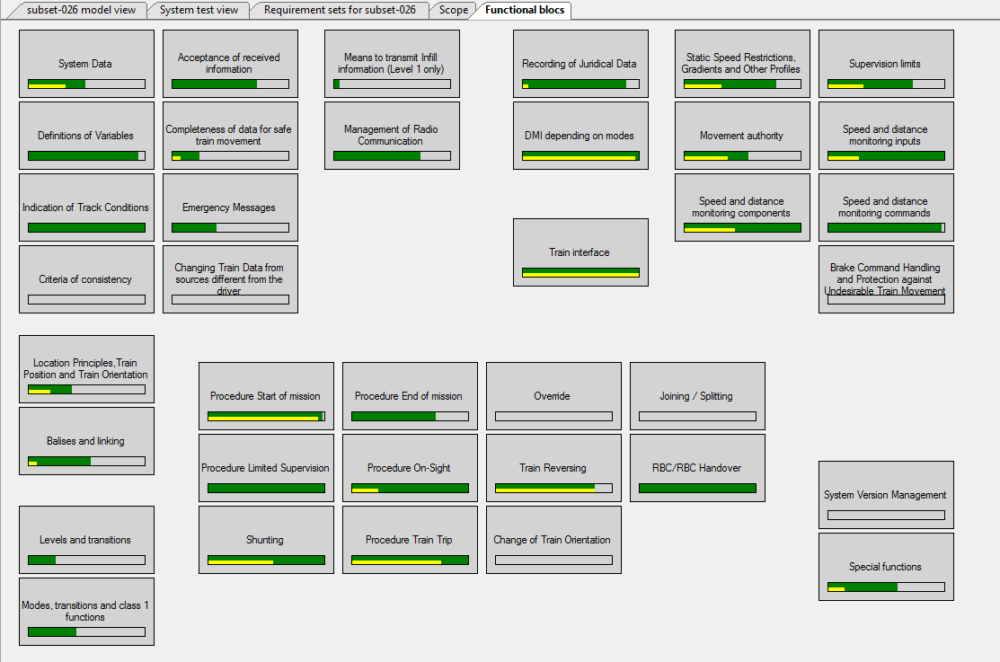 subset-026 model view
System test view
Requirement sets for subset-026
Scope
Functional blocs
System Data
Acceptance of received
information
Means to transmit Infill
information (Level 1 only)
Recording of Juridical Data
Static Speed Restrictions,
Gradients and Other Profiles
Supervision limits
Definitions of Variables
Completeness of data for safe
train movement
Management of Radio
Communication
DMI depending on modes
Movement authority
Speed and distance
monitoring inputs
Indication of Track Conditions
Emergency Messages
Speed and distance
monitoring components
Speed and distance
monitoring commands
Train interface
Criteria of consistency
Changing Train Data from
sources different from the
driver
Brake Command Handling
and Protection against
Undesirable Train Movement
Location Principles,Train
Position and Train Orientation
Procedure Start of mission
Procedure End of mission
Override
Joining / Splitting
Balises and linking
Procedure Limited Supervision
Procedure On-Sight
Train Reversing
RBC/RBC Handover
System Version Management
Levels and transitions
Shunting
Procedure Train Trip
Change of Train Orientation
Special functions
Modes, transitions and class 1
functions